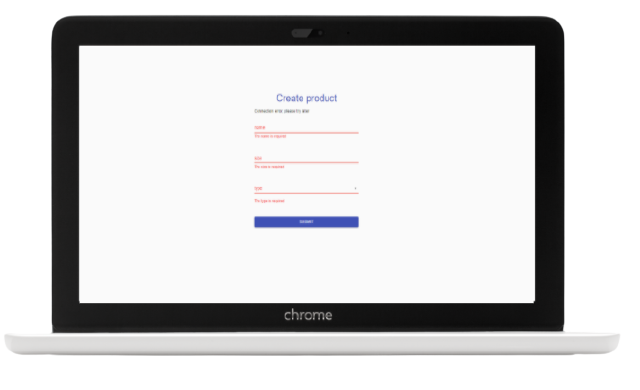 Create product
Connection error, please try later
name
The name is required
size
The size is required
type
The type is required
SUBMIT
chrome